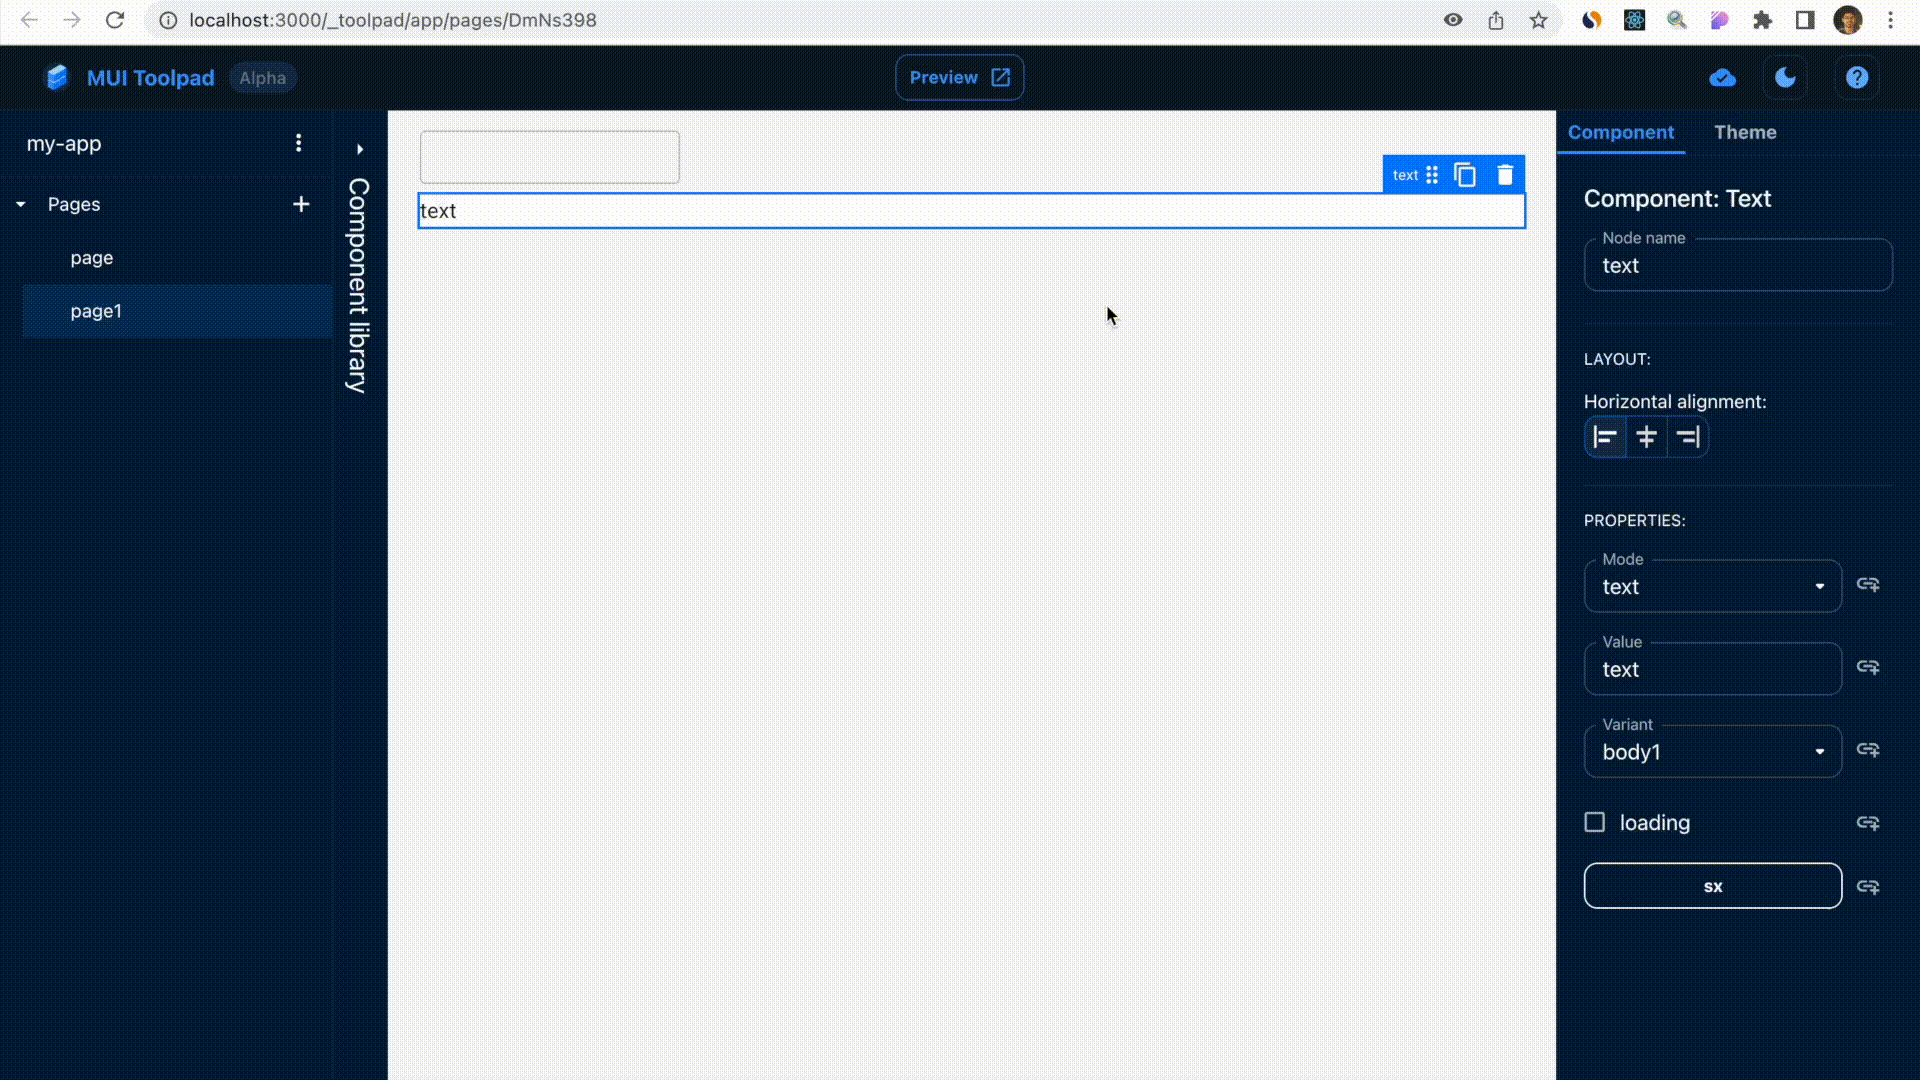 localhost:3000/_toolpad/app/pages/DmNs398
MUI Toolpad Alpha
Preview
my-app
Pages
page
page1
Component library
text
text
Component Theme
Component: Text
Node name
text
LAYOUT:
Horizontal alignment:
PROPERTIES:
Mode
text
Value
text
Variant
body1
loading
sx